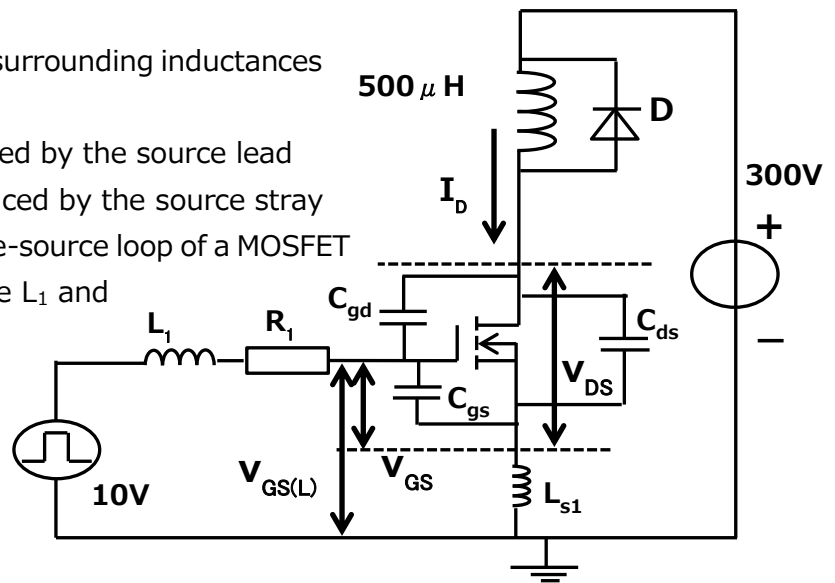 surrounding inductances
ed by the source lead
ced by the source stray
e-source loop of a MOSFET
e L₁ and
500μH
D
I_D
300V
+
−
C_gd
C_ds
L₁
R₁
V_DS
C_gs
V_GS(L)
V_GS
10V
L_s1